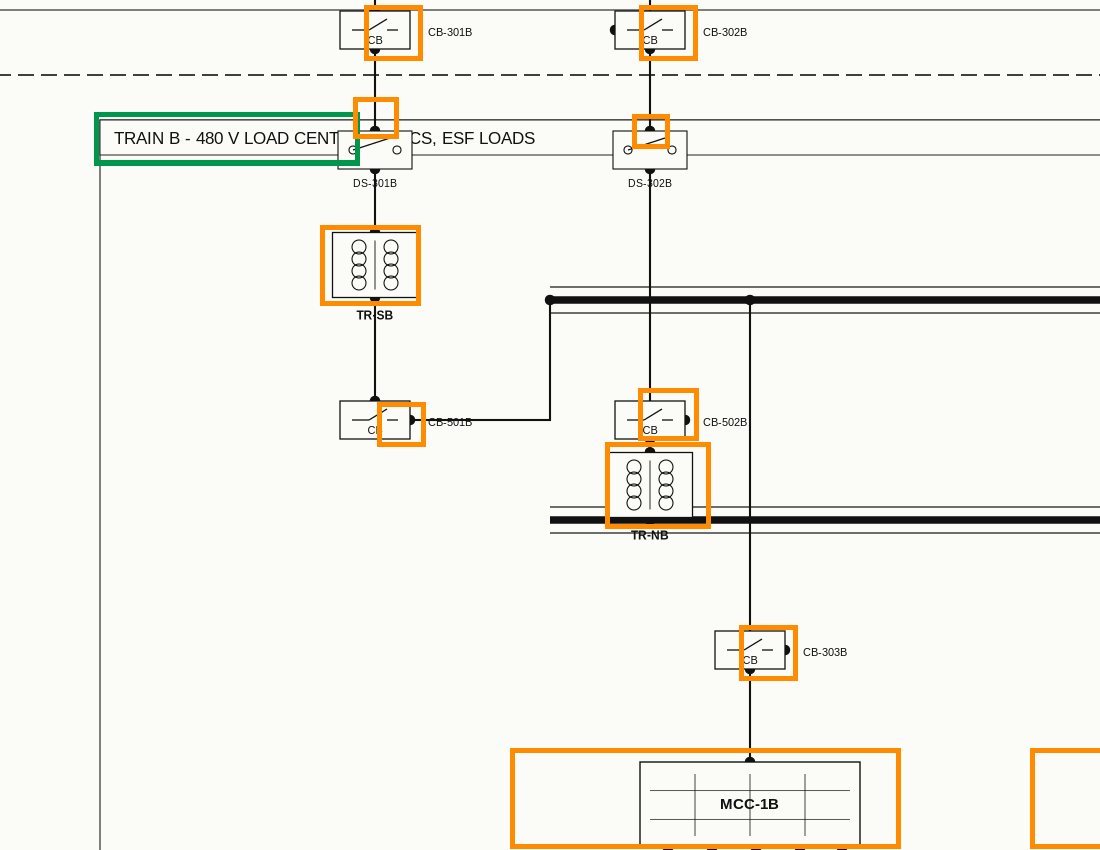 CB-301B
CB
CB-302B
CB
TRAIN B - 480 V LOAD CENT CS, ESF LOADS
DS-301B
DS-302B
TR-SB
CB-501B
CB-502B
CB
TR-NB
CB
CB-303B
MCC-1B